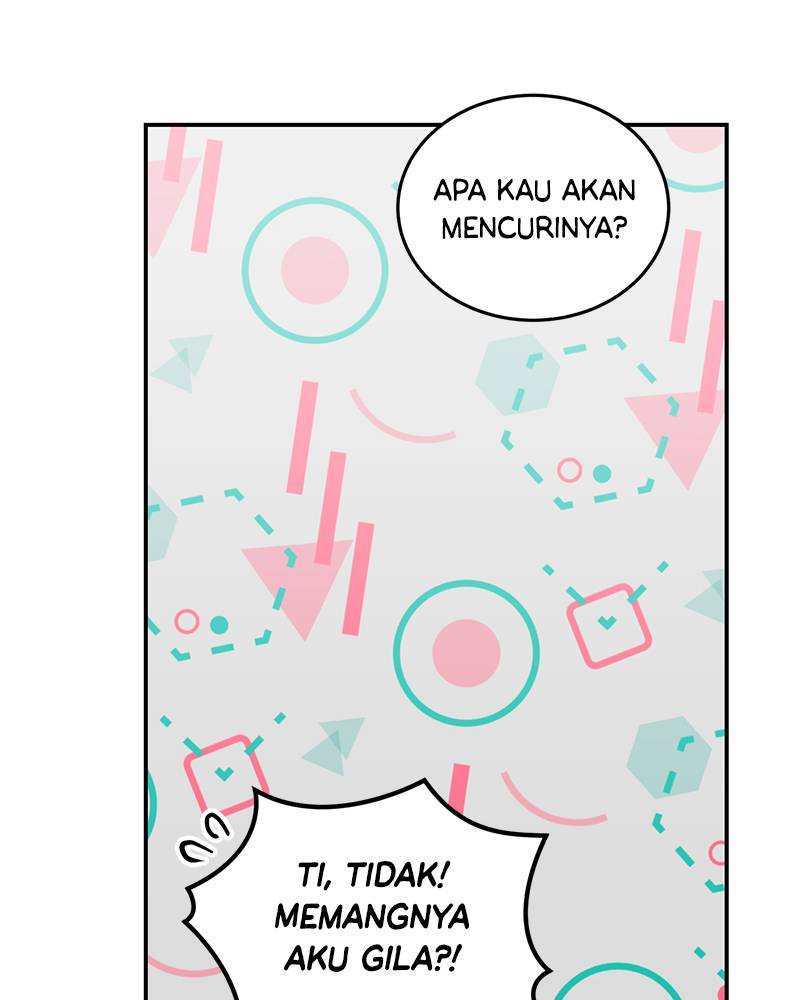 APA KAU AKAN
MENCURINYA?
TI, TIDAK!
MEMANGNYA
AKU GILA?!